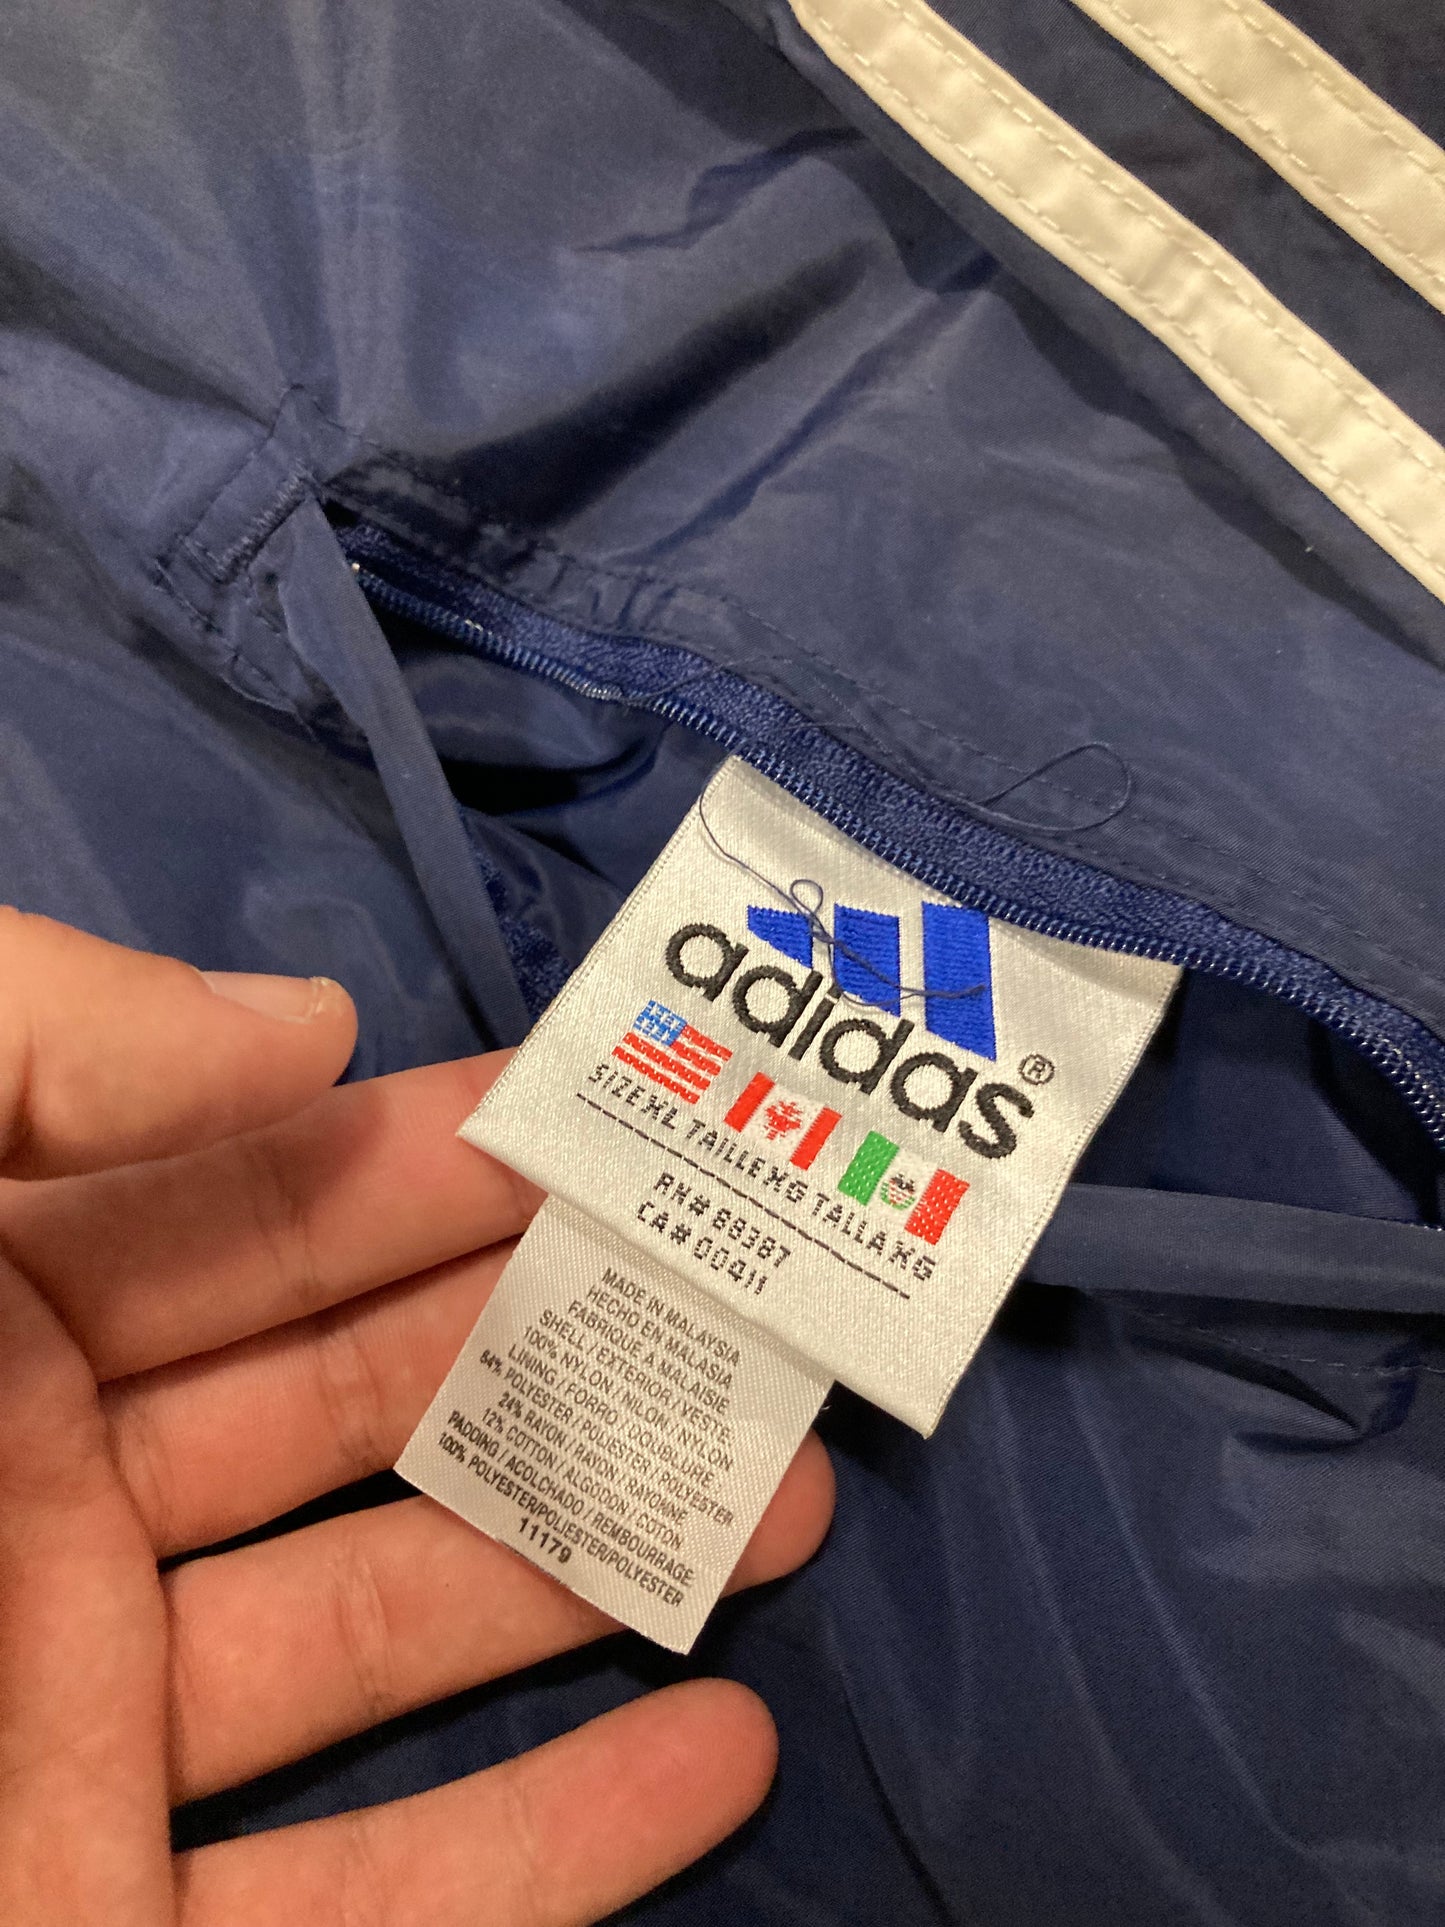 adidas®
SIZE XL TAILLE XG TALLA XG
RN# 88387
CA# 00411
MADE IN MALAYSIA
HECHO EN MALASIA
FABRIQUE A MALAISIE
SHELL / EXTERIOR / VESTE.
100% NYLON / NILON / NYLON
LINING / FORRO / DOUBLURE.
64% POLYESTER / POLIESTER / POLYESTER
24% RAYON / RAYON / RAYONNE
12% COTTON / ALGODON / COTON.
PADDING / ACOLCHADO / REMBOURRAGE.
100% POLYESTER/POLIESTER/POLYESTER
11179